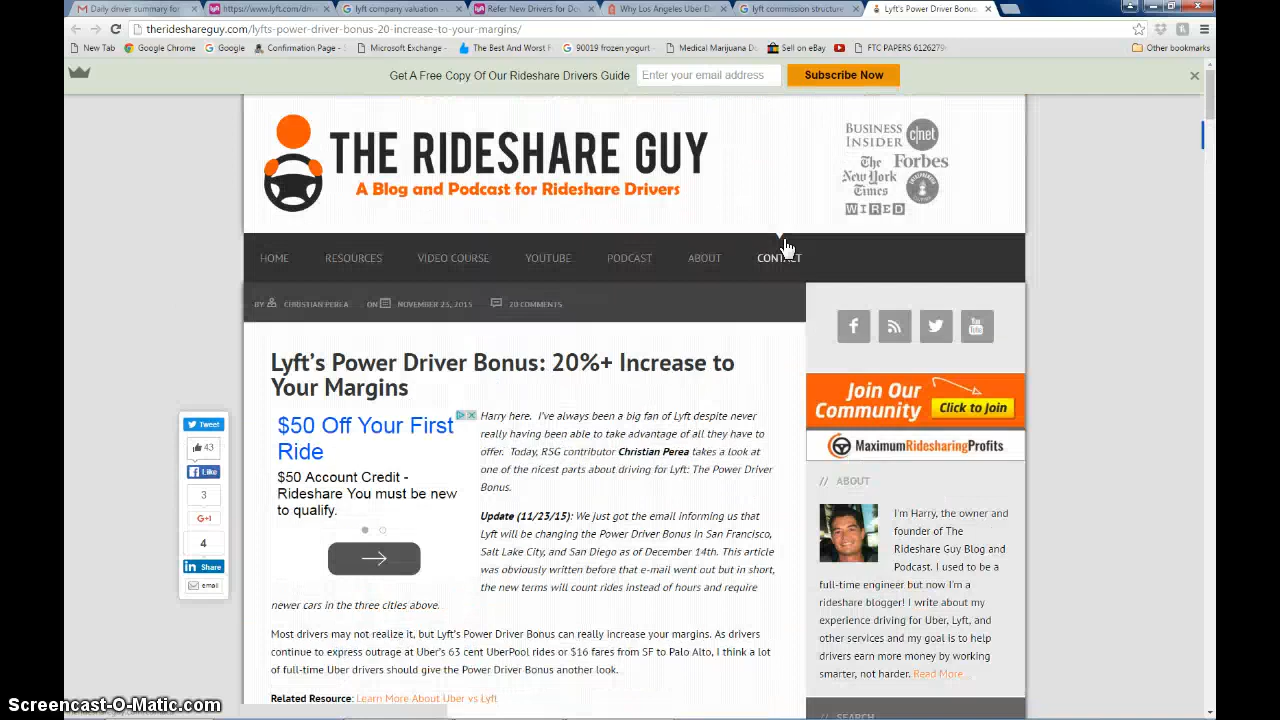 Daily driver summary for
https://www.lyft.com/driv
lyft company valuation -
Refer New Drivers for Do
Why Los Angeles Uber D
lyft commission structure
Lyft's Power Driver Bonus
therideshareguy.com/lyfts-power-driver-bonus-20-increase-to-your-margins/
New Tab
Google Chrome
Google
Confirmation Page -
Microsoft Exchange -
The Best And Worst F
90019 frozen yogurt
Medical Marijuana D
Sell on eBay
FTC PAPERS 6126279
Other bookmarks
Get A Free Copy Of Our Rideshare Drivers Guide
Enter your email address
Subscribe Now
THE RIDESHARE GUY
A Blog and Podcast for Rideshare Drivers
BUSINESS INSIDER
c|net
Forbes
The New York Times
WIRED
HOME RESOURCES VIDEO COURSE YOUTUBE PODCAST ABOUT CONTACT
BY CHRISTIAN PEREA ON NOVEMBER 23, 2015 20 COMMENTS
Lyft's Power Driver Bonus: 20%+ Increase to
Your Margins
$50 Off Your First
Ride
$50 Account Credit -
Rideshare You must be new
to qualify.
Harry here. I've always been a big fan of Lyft despite never
really having been able to take advantage of all they have to
offer. Today, RSG contributor Christian Perea takes a look at
one of the nicest parts about driving for Lyft: The Power Driver
Bonus.
Update (11/23/15): We just got the email informing us that
Lyft will be changing the Power Driver Bonus in San Francisco,
Salt Lake City, and San Diego as of December 14th. This article
was obviously written before that e-mail went out but in short,
the new terms will count rides instead of hours and require
newer cars in the three cities above.
Most drivers may not realize it, but Lyft's Power Driver Bonus can really increase your margins. As drivers
continue to express outrage at Uber's 63 cent UberPool rides or $16 fares from SF to Palo Alto, I think a lot
of full-time Uber drivers should give the Power Driver Bonus another look.
Related Resource: Learn More About Uber vs Lyft
Tweet
43
Like
3
G+1
4
Share
email
You Tube
Join Our
Community
Click to Join
MaximumRidesharingProfits
// ABOUT
I'm Harry, the owner and
founder of The
Rideshare Guy Blog and
Podcast. I used to be a
full-time engineer but now I'm a
rideshare blogger! I write about my
experience driving for Uber, Lyft, and
other services and my goal is to help
drivers earn more money by working
smarter, not harder. Read More.
// SEARCH
Screencast-O-Matic.com